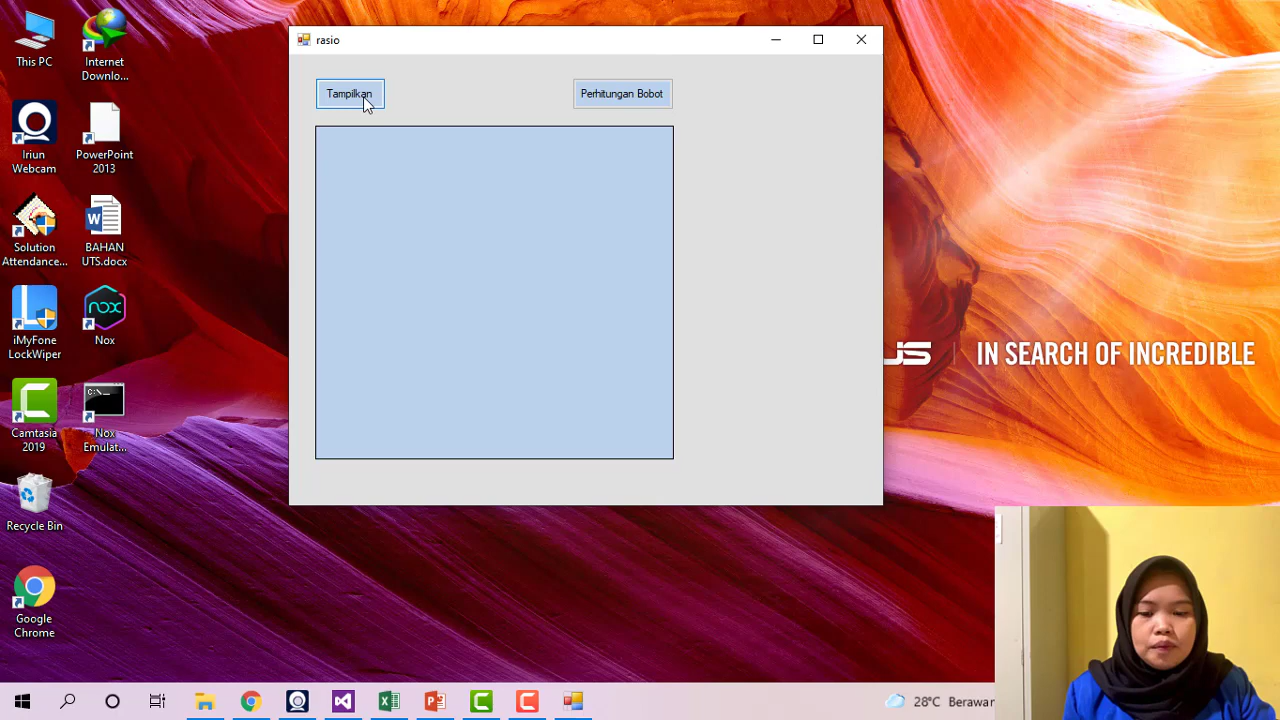 This PC
Internet
Downlo...
Iriun
Webcam
PowerPoint
2013
Solution
Attendance...
BAHAN
UTS.docx
iMyFone
LockWiper
Nox
Camtasia
2019
Nox
Emulat...
Recycle Bin
Google
Chrome
rasio
Tampilkan
Perhitungan Bobot
IN SEARCH OF INCREDIBLE
28°C Berawan